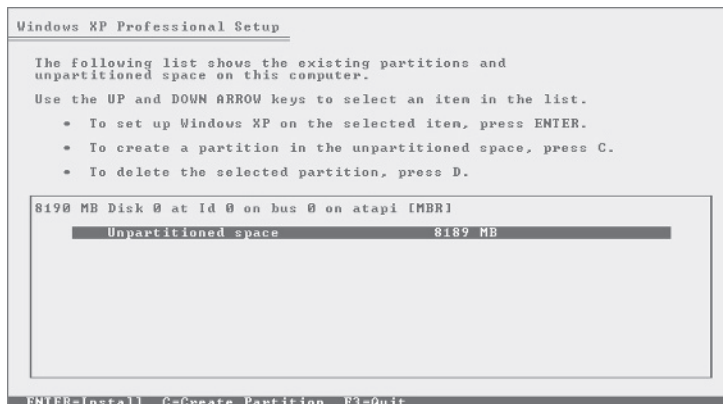 Windows XP Professional Setup
The following list shows the existing partitions and
unpartitioned space on this computer.
Use the UP and DOWN ARROW keys to select an item in the list.
• To set up Windows XP on the selected item, press ENTER.
• To create a partition in the unpartitioned space, press C.
• To delete the selected partition, press D.
8190 MB Disk 0 at Id 0 on bus 0 on atapi [MBR]
Unpartitioned space 8189 MB
ENTER=Install C=Create Partition F3=Quit